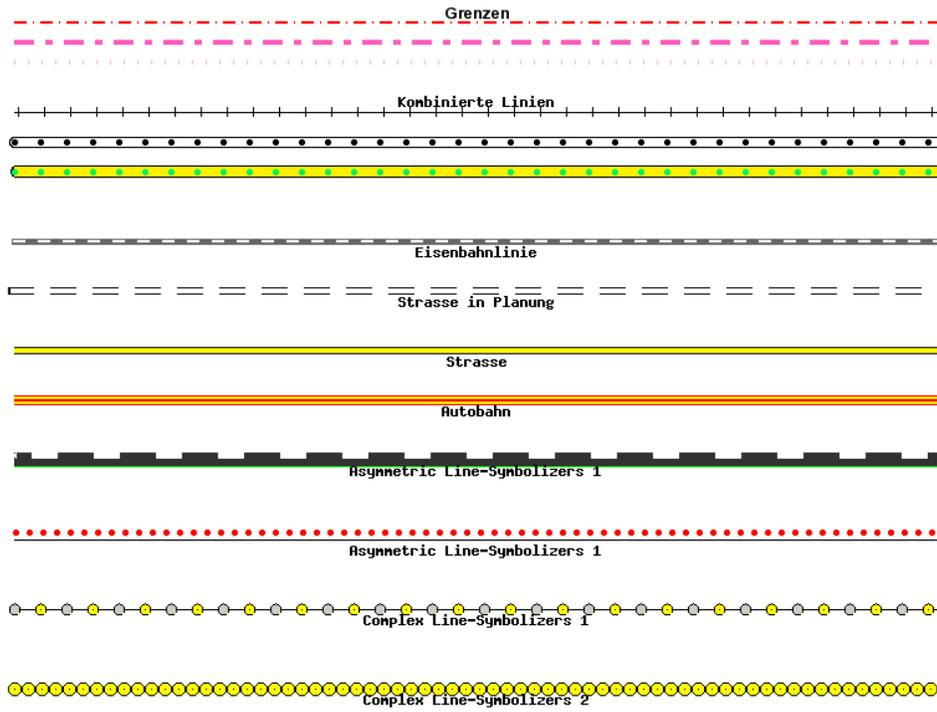 Grenzen
Kombinierte Linien
Eisenbahnlinie
Strasse in Planung
Strasse
Autobahn
Asymmetric Line-Symbolizers 1
Asymmetric Line-Symbolizers 1
Complex Line-Symbolizers 1
Complex Line-Symbolizers 2